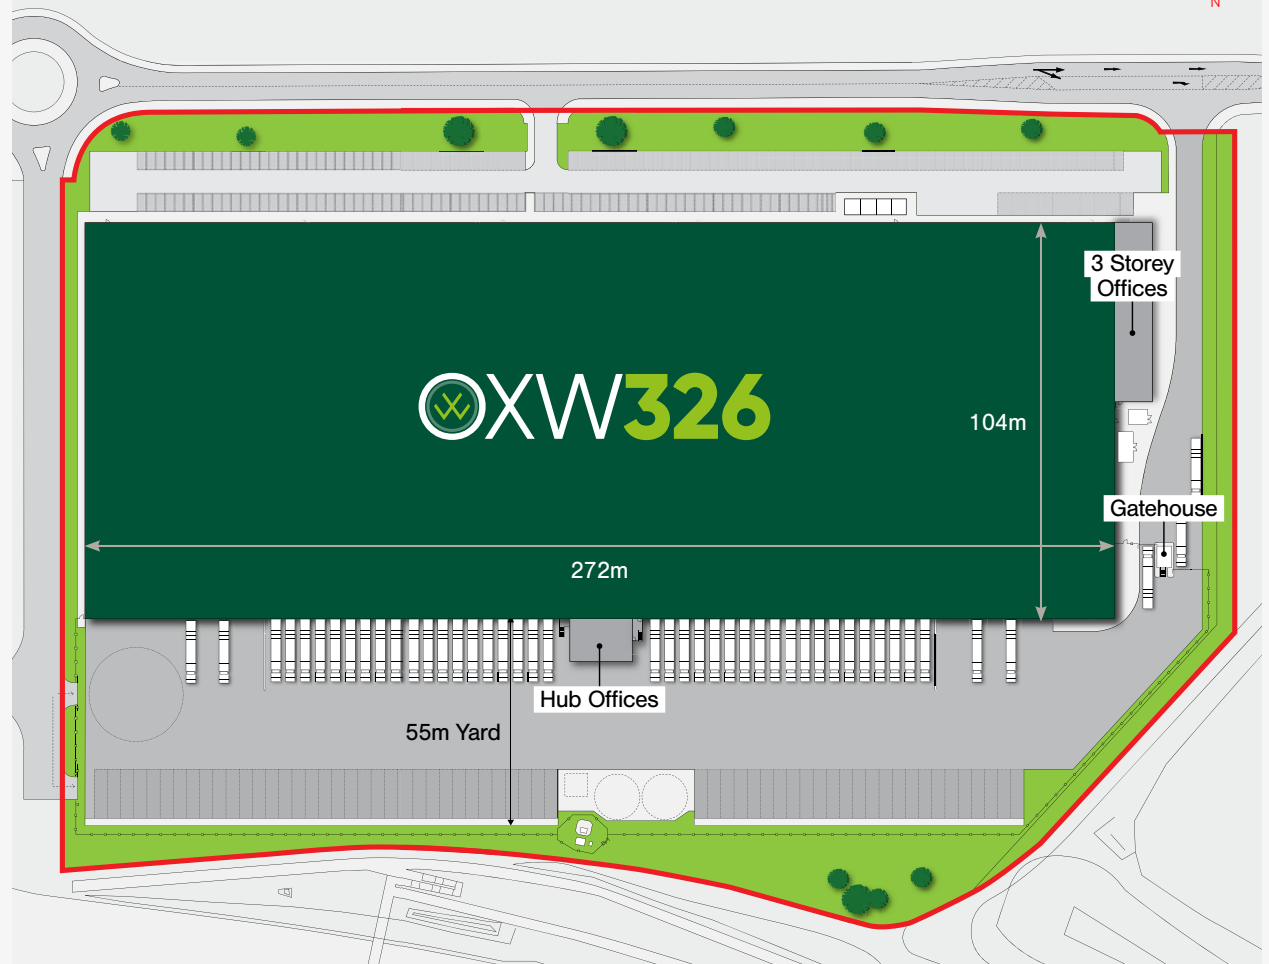 N
3 Storey
Offices
OXW326
104m
Gatehouse
272m
Hub Offices
55m Yard